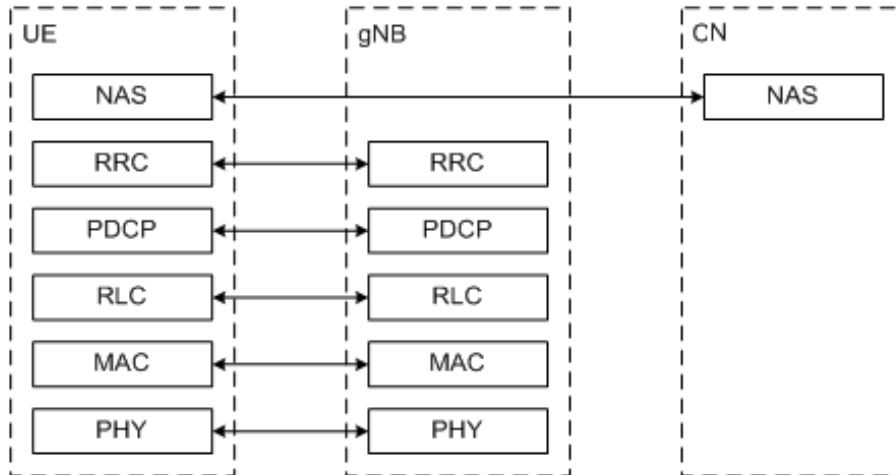 UE gNB CN
NAS NAS
RRC RRC
PDCP PDCP
RLC RLC
MAC MAC
PHY PHY